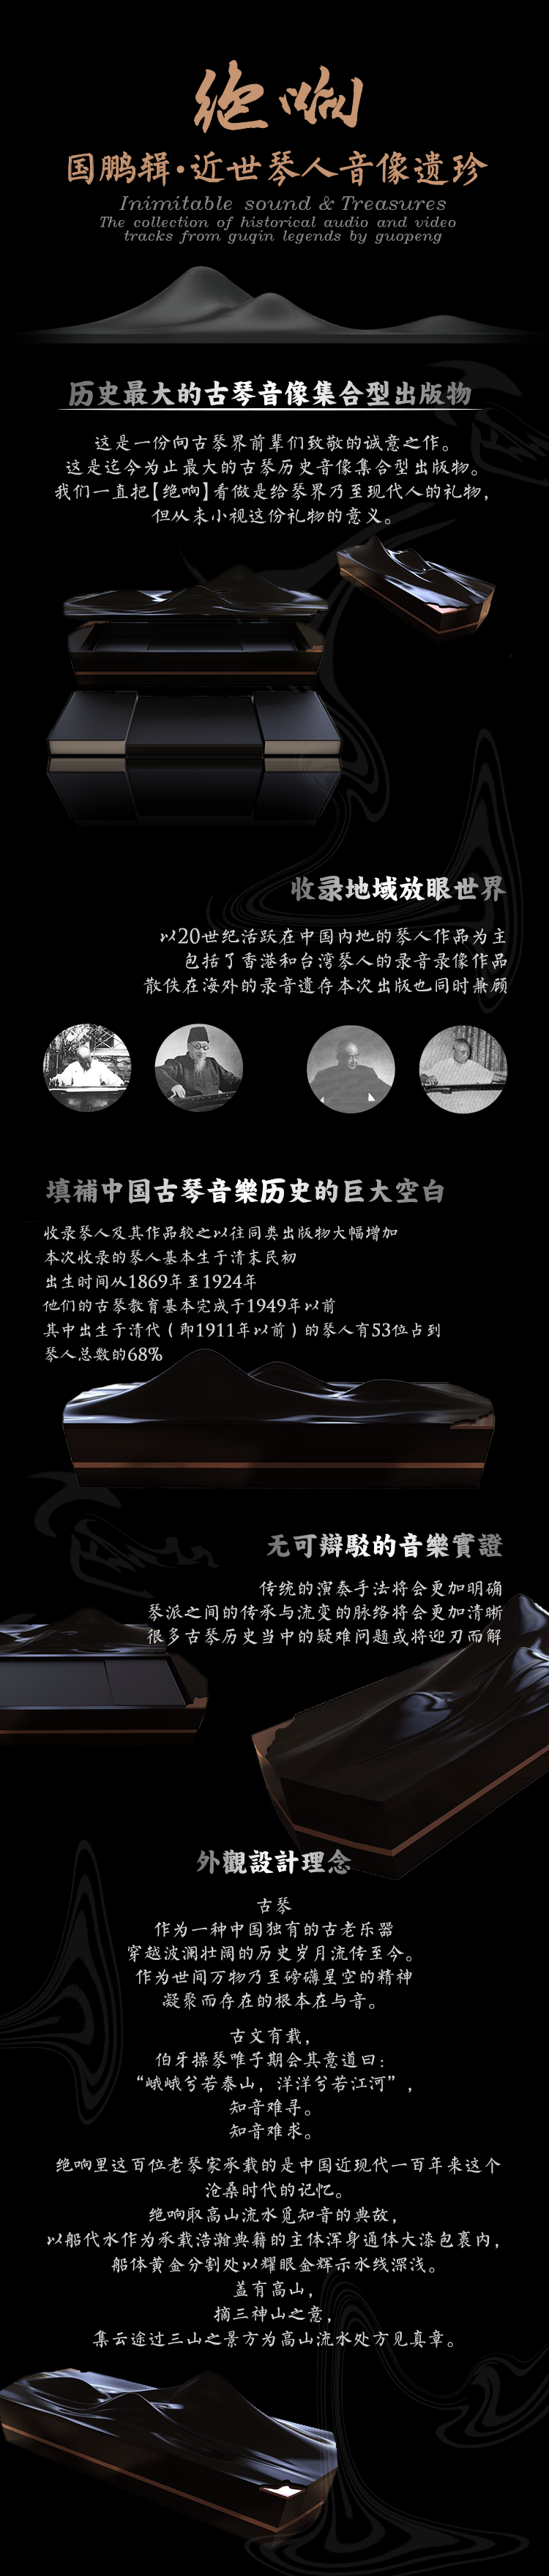 绝响
国鹏辑·近世琴人音像遗珍
Inimitable sound & Treasures
The collection of historical audio and video
tracks from guqin legends by guopeng
历史最大的古琴音像集合型出版物
这是一份向古琴界前辈们致敬的诚意之作。
这是迄今为止最大的古琴历史音像集合型出版物。
我们一直把【绝响】看做是给琴界乃至现代人的礼物，
但从未小视这份礼物的意义。
收录地域放眼世界
以20世纪活跃在中国内地的琴人作品为主
包括了香港和台湾琴人的录音录像作品
散佚在海外的录音遗存本次出版也同时兼顾
填補中国古琴音樂历史的巨大空白
收录琴人及其作品较之以往同类出版物大幅增加
本次收录的琴人基本生于清末民初
出生时间从1869年至1924年
他们的古琴教育基本完成于1949年以前
其中出生于清代（即1911年以前）的琴人有53位占到
琴人总数的68%
无可辩駁的音樂實證
传统的演奏手法将会更加明确
琴派之间的传承与流变的脉络将会更加清晰
很多古琴历史当中的疑难问题或将迎刃而解
外觀設計理念
古琴
作为一种中国独有的古老乐器
穿越波澜壮阔的历史岁月流传至今。
作为世间万物乃至磅礴星空的精神
凝聚而存在的根本在与音。
古文有载，
伯牙操琴唯子期会其意道曰：
“峨峨兮若泰山，洋洋兮若江河”，
知音难寻。
知音难求。
绝响里这百位老琴家承载的是中国近现代一百年来这个
沧桑时代的记忆。
绝响取高山流水觅知音的典故，
以船代水作为承载浩瀚典籍的主体浑身通体大漆包裹内，
船体黄金分割处以耀眼金辉示水线深浅。
盖有高山，
摘三神山之意，
集云途过三山之景方为高山流水处方见真章。